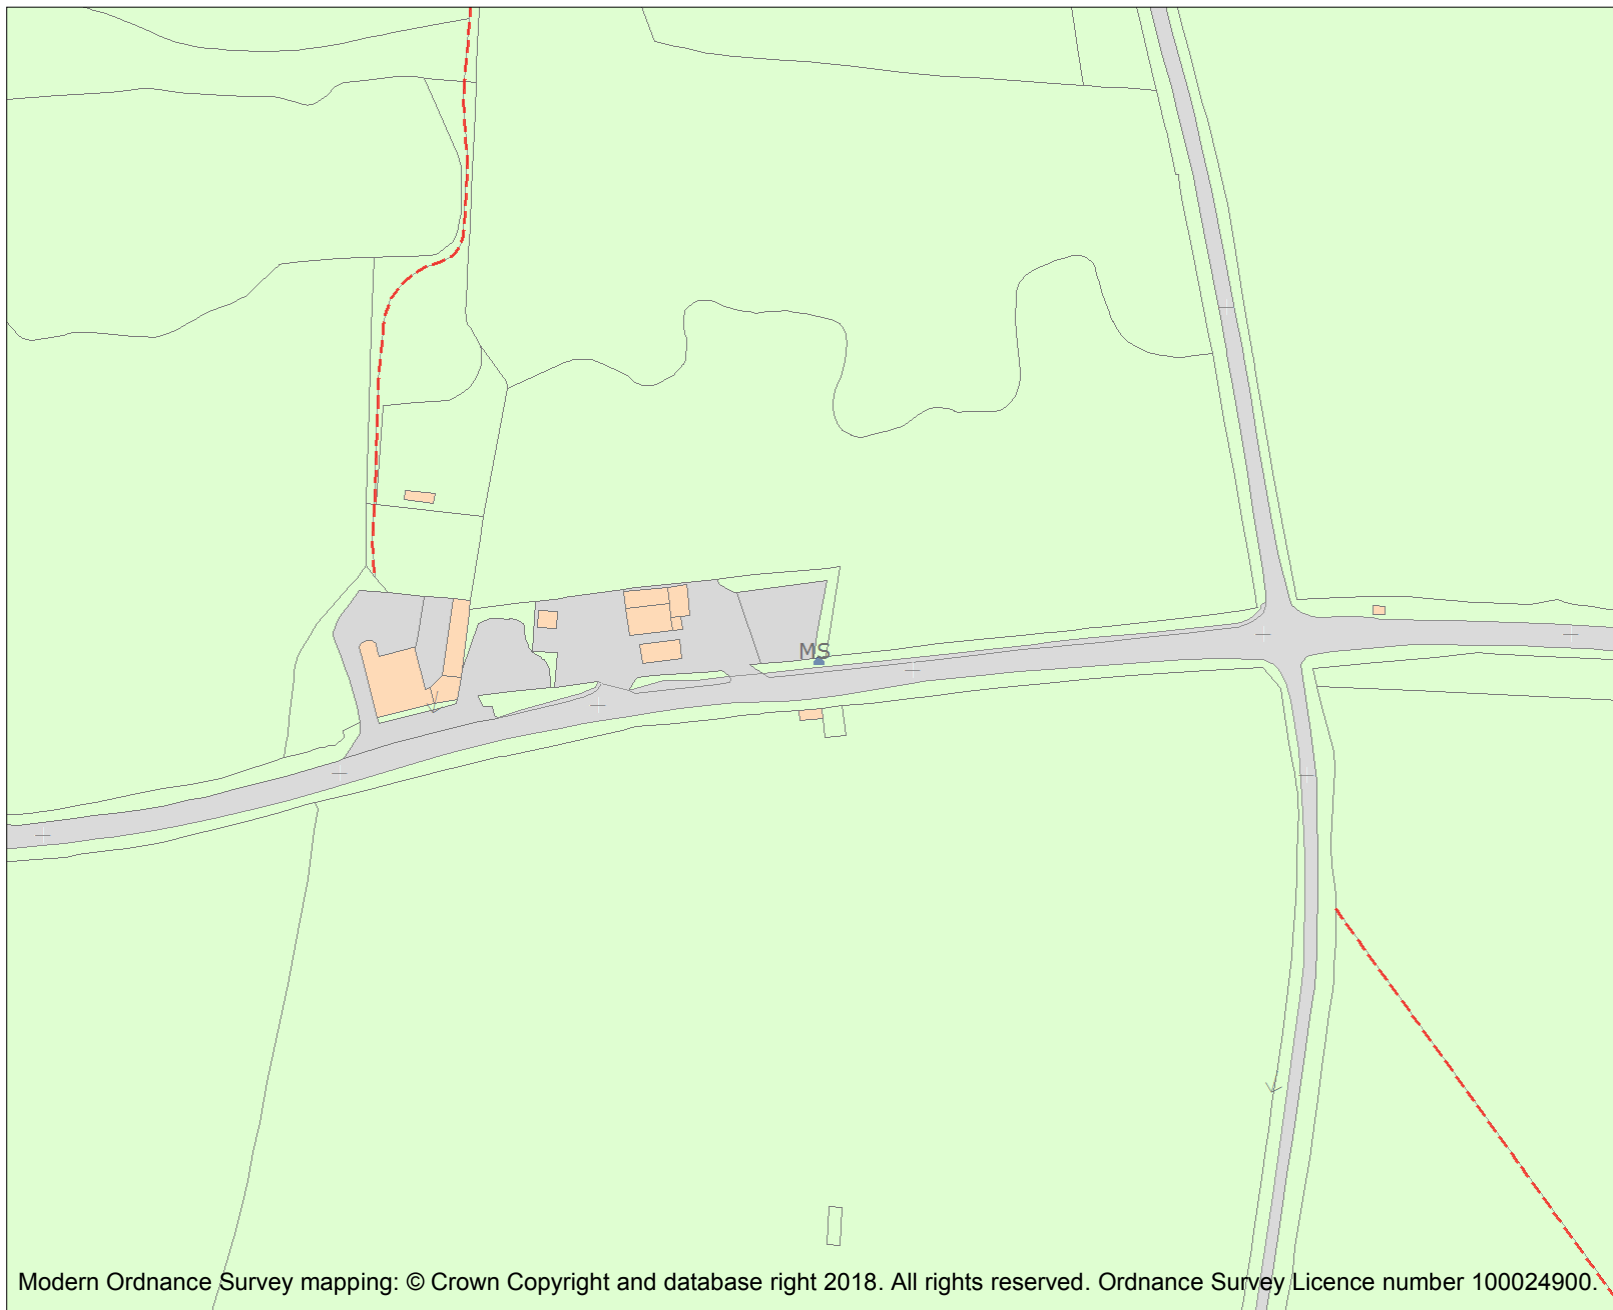 MS
Modern Ordnance Survey mapping: © Crown Copyright and database right 2018. All rights reserved. Ordnance Survey Licence number 100024900.